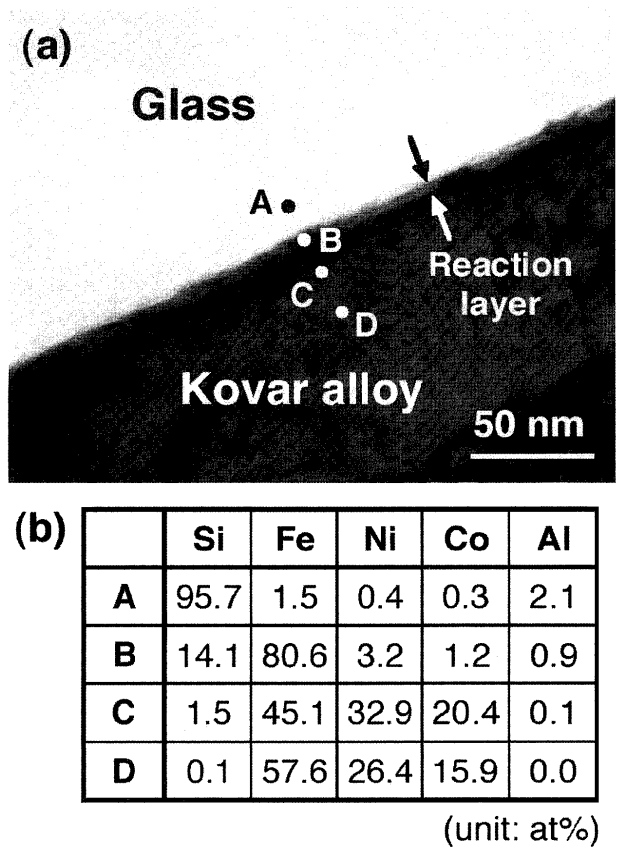 (a)
Glass
A
B
C
D
Reaction
layer
Kovar alloy
50 nm
(b)
Si Fe Ni Co Al
A 95.7 1.5 0.4 0.3 2.1
B 14.1 80.6 3.2 1.2 0.9
C 1.5 45.1 32.9 20.4 0.1
D 0.1 57.6 26.4 15.9 0.0
(unit: at%)